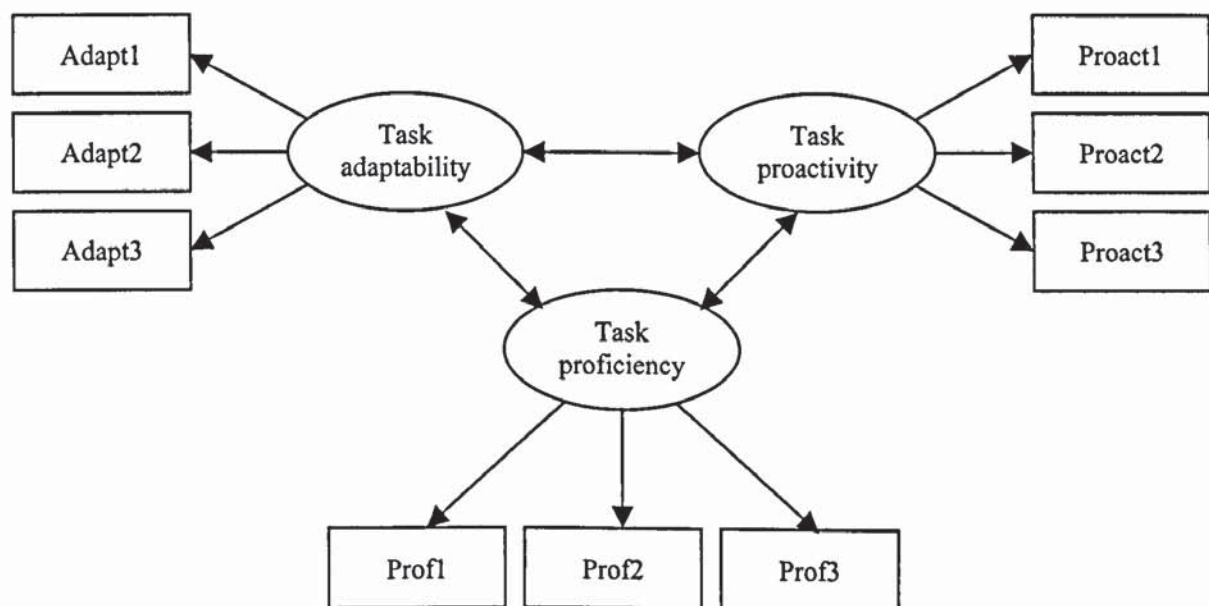 Adapt1
Adapt2
Adapt3
Task
adaptability
Task
proactivity
Proact1
Proact2
Proact3
Task
proficiency
Prof1
Prof2
Prof3